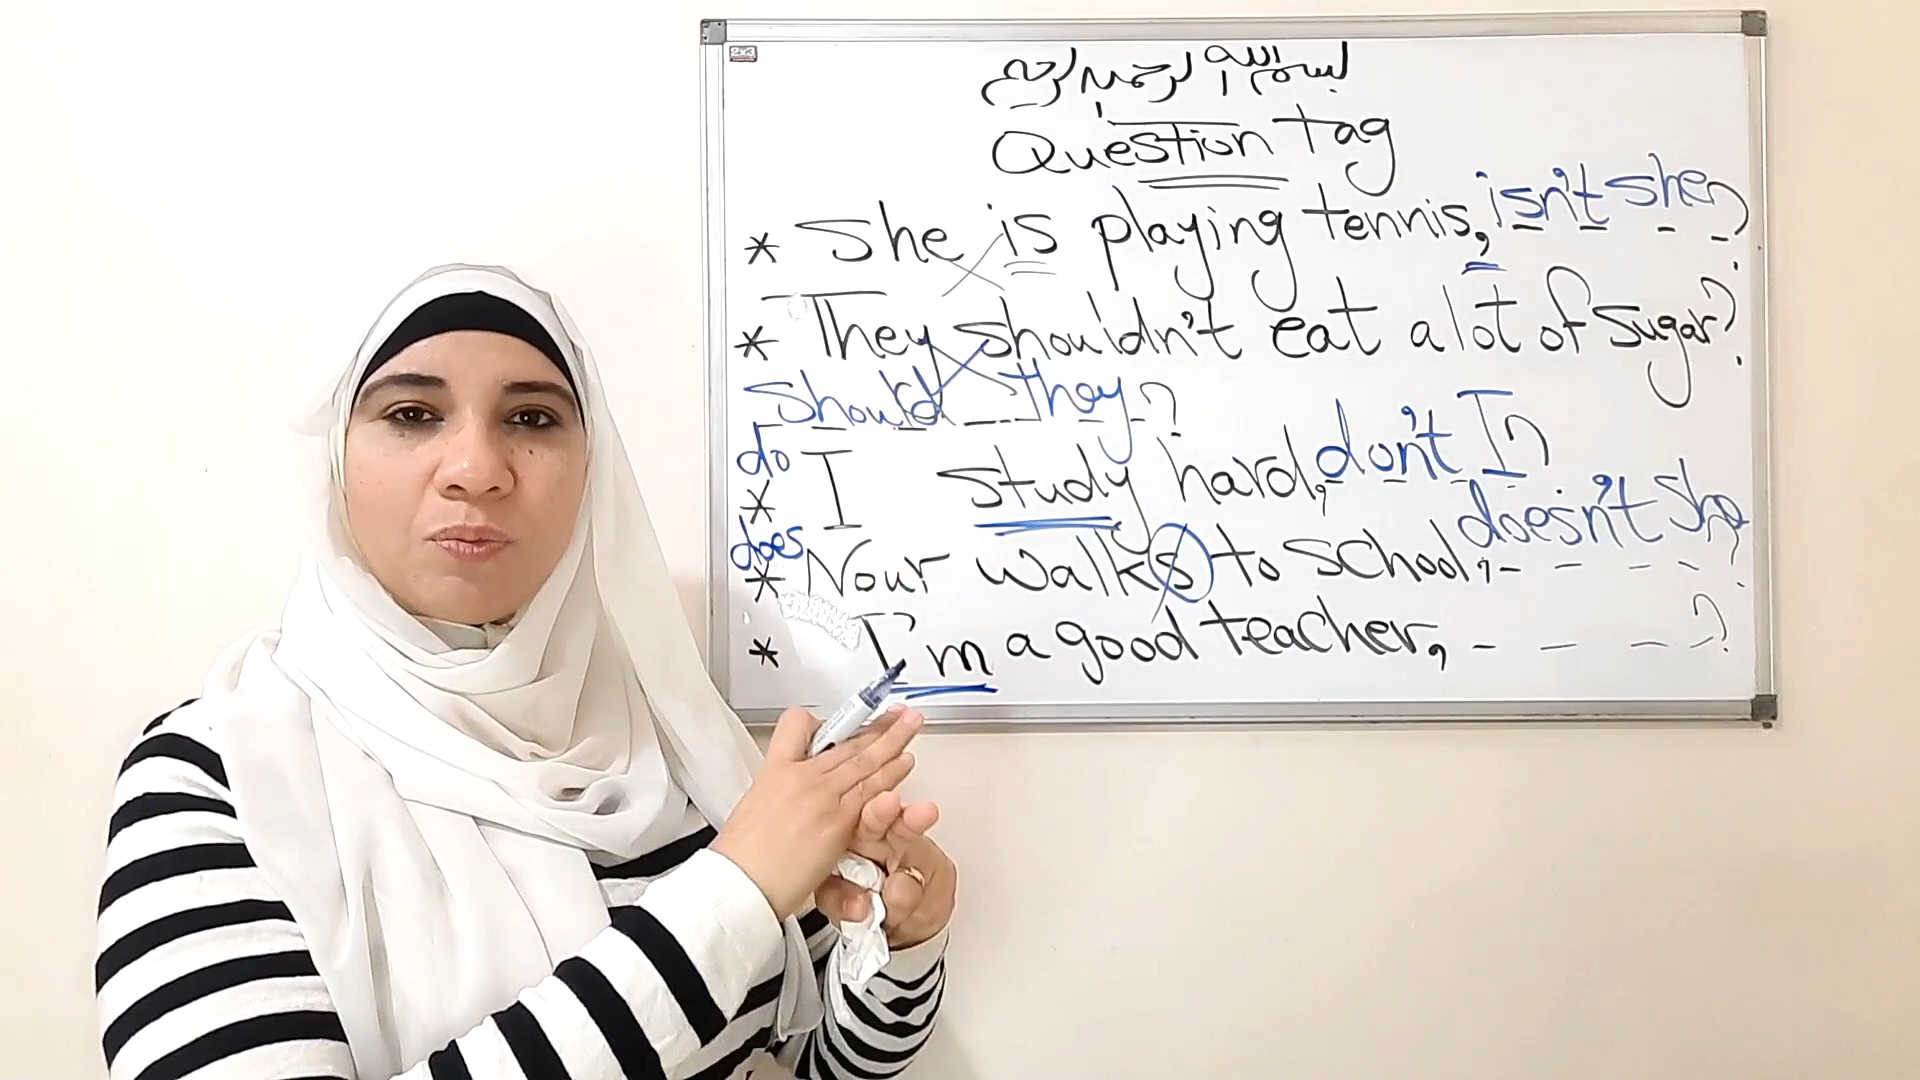 2x3
بسم الله الرحمن الرحيم
Question tag
* She is playing tennis, isn't she?
* They shouldn't eat a lot of sugar?
should they?
do
* I study hard, don't I?
does
* Nour walks to school, doesn't she?
* I'm a good teacher, - - - ?